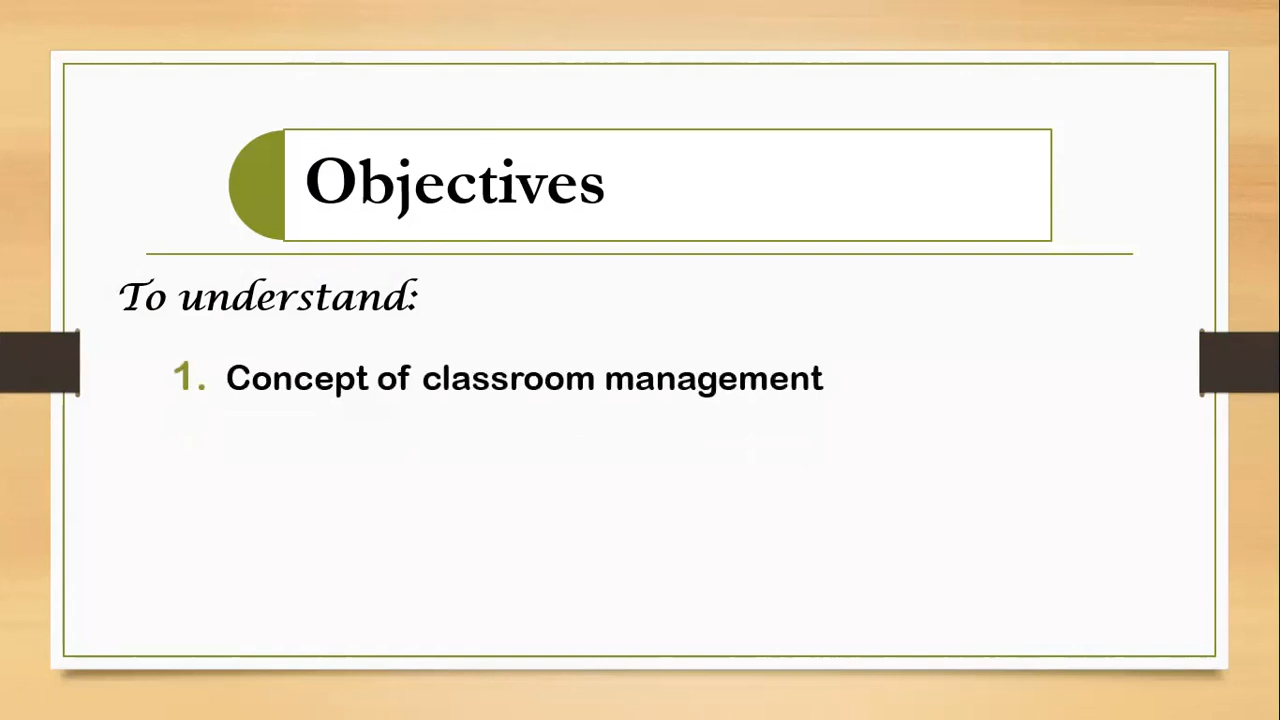 Objectives
To understand:
1. Concept of classroom management